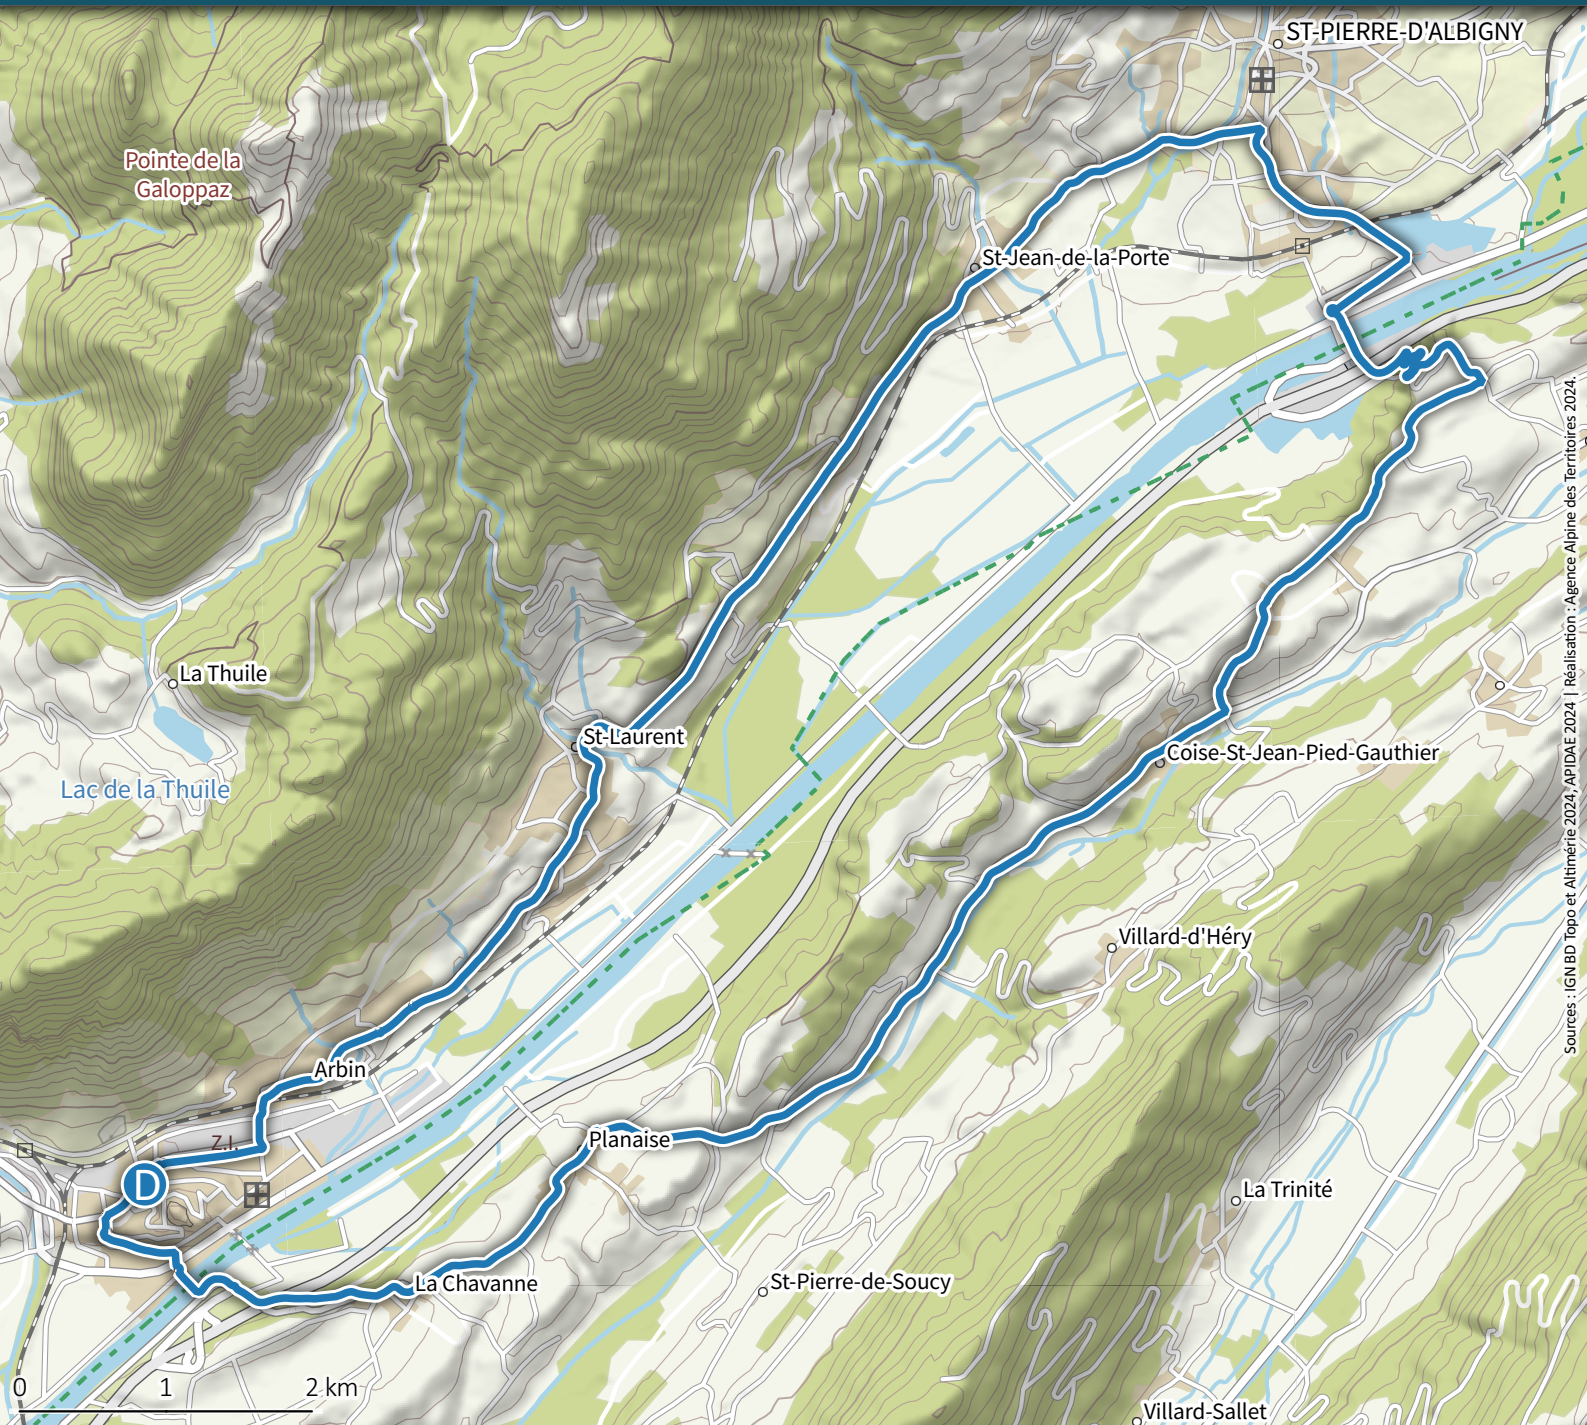 ST-PIERRE-D'ALBIGNY
Pointe de la
Galoppaz
St-Jean-de-la-Porte
La Thuile
St-Laurent
Lac de la Thuile
Coise-St-Jean-Pied-Gauthier
Villard-d'Héry
Arbin
Z.I.
Planaise
D
La Trinité
La Chavanne
St-Pierre-de-Soucy
0 1 2 km
Villard-Sallet
Sources : IGN BD Topo et Altimérie 2024, APIDAE 2024 | Réalisation : Agence Alpine des Territoires 2024.